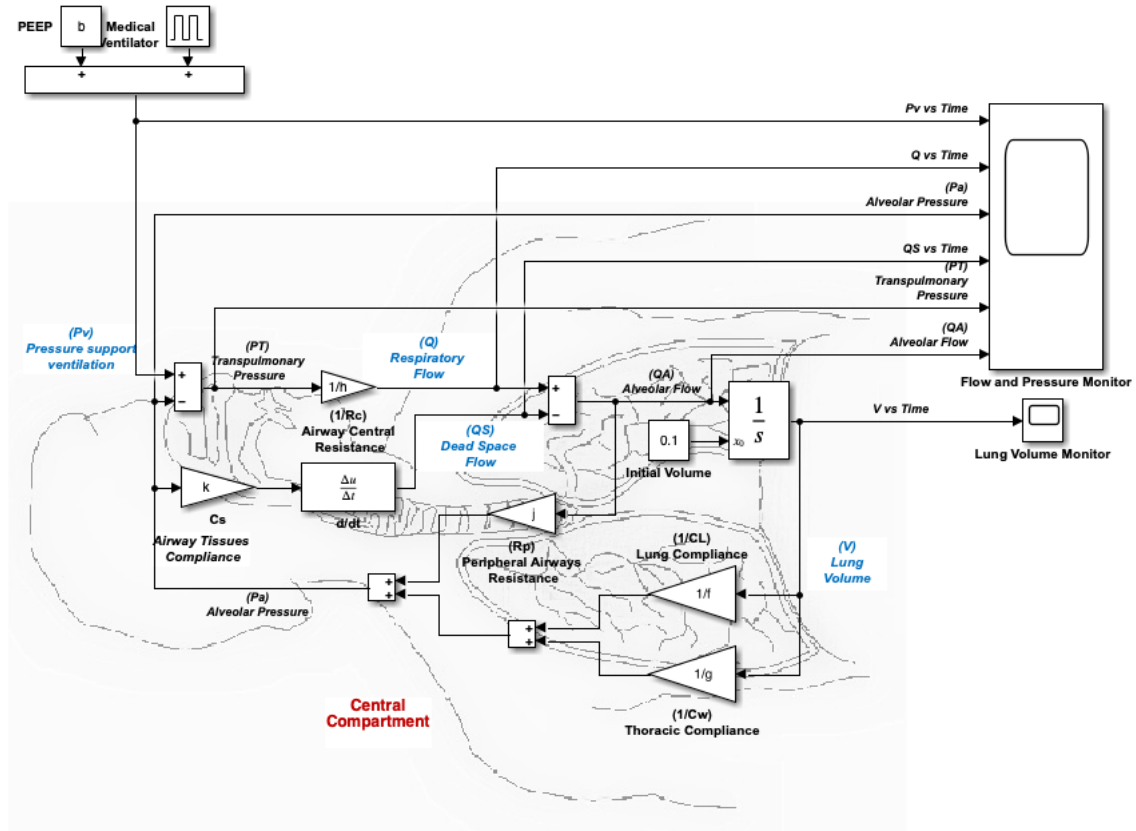 PEEP
b
Medical
Ventilator
+
+
Pv vs Time
Q vs Time
(Pa)
Alveolar Pressure
QS vs Time
(PT)
Transpulmonary
Pressure
(QA)
Alveolar Flow
Flow and Pressure Monitor
(Pv)
Pressure support
ventilation
+
−
(PT)
Transpulmonary
Pressure
1/h
(1/Rc)
Airway Central
Resistance
(Q)
Respiratory
Flow
+
−
(QA)
Alveolar Flow
1
s
x₀
0.1
Initial Volume
V vs Time
Lung Volume Monitor
(QS)
Dead Space
Flow
k
Cs
Airway Tissues
Compliance
Δu
Δt
d/dt
j
(Rp)
Peripheral Airways
Resistance
(1/CL)
Lung Compliance
1/f
(V)
Lung
Volume
+
+
(Pa)
Alveolar Pressure
+
+
1/g
(1/Cw)
Thoracic Compliance
Central
Compartment